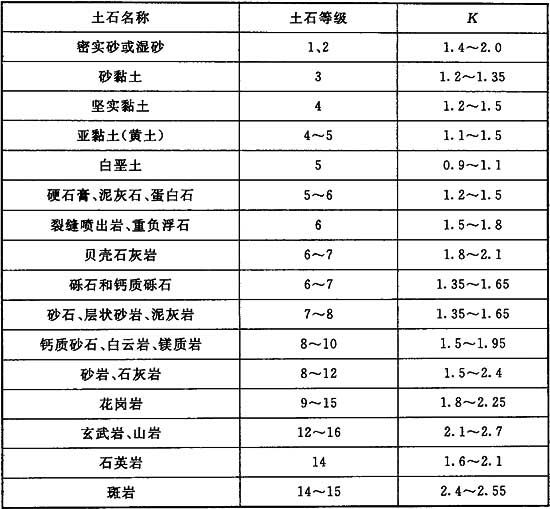 土石名称 土石等级 K
密实砂或湿砂 1、2 1.4～2.0
砂黏土 3 1.2～1.35
坚实黏土 4 1.2～1.5
亚黏土(黄土) 4～5 1.1～1.5
白垩土 5 0.9～1.1
硬石膏、泥灰石、蛋白石 5～6 1.2～1.5
裂缝喷出岩、重负浮石 6 1.5～1.8
贝壳石灰岩 6～7 1.8～2.1
砾石和钙质砾石 6～7 1.35～1.65
砂石、层状砂岩、泥灰岩 7～8 1.35～1.65
钙质砂石、白云岩、镁质岩 8～10 1.5～1.95
砂岩、石灰岩 8～12 1.5～2.4
花岗岩 9～15 1.8～2.25
玄武岩、山岩 12～16 2.1～2.7
石英岩 14 1.6～2.1
斑岩 14～15 2.4～2.55